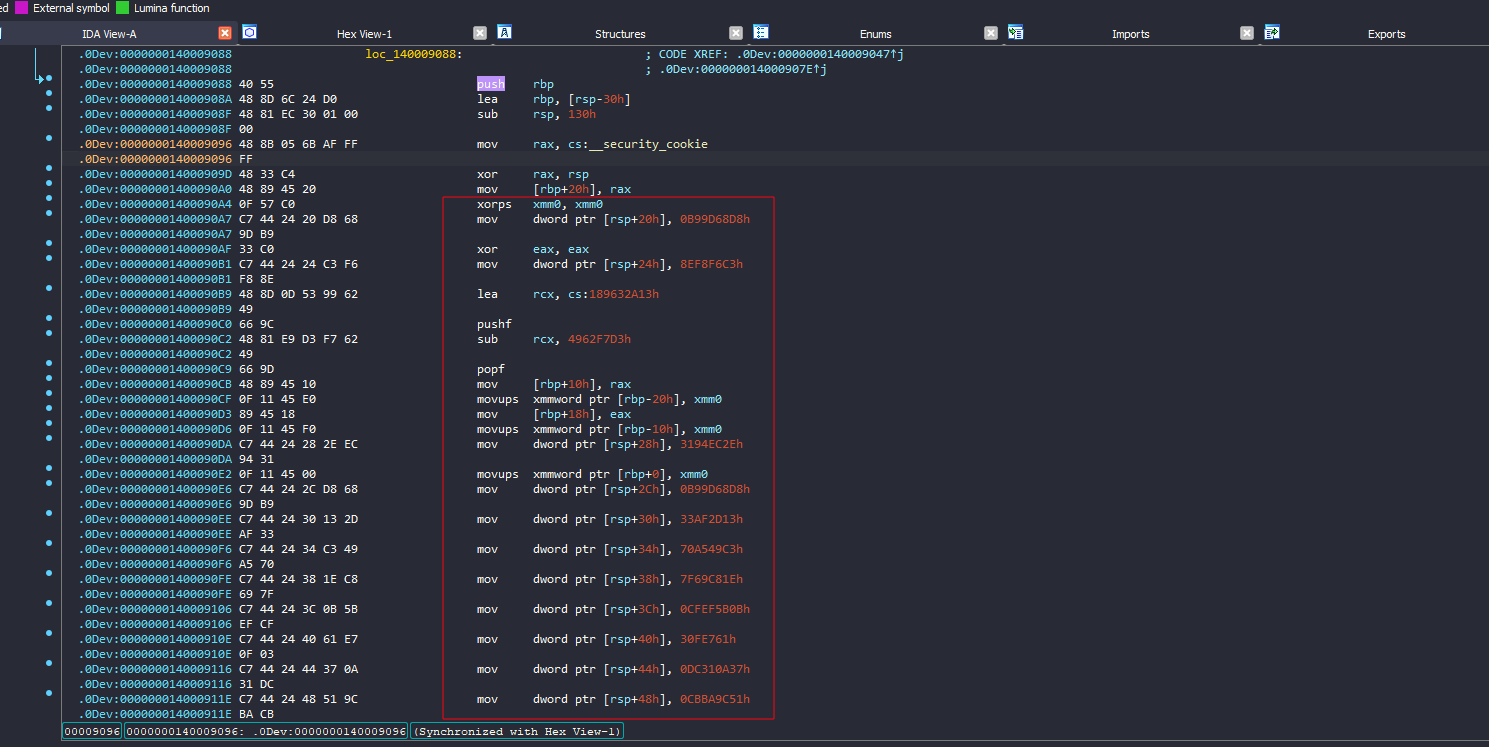 ed External symbol Lumina function
IDA View-A Hex View-1 Structures Enums Imports Exports
.0Dev:0000000140009088 loc_140009088: ; CODE XREF: .0Dev:0000000140009047↑j
.0Dev:0000000140009088 ; .0Dev:000000014000907E↑j
.0Dev:0000000140009088 40 55 push rbp
.0Dev:000000014000908A 48 8D 6C 24 D0 lea rbp, [rsp-30h]
.0Dev:000000014000908F 48 81 EC 30 01 00 sub rsp, 130h
.0Dev:000000014000908F 00
.0Dev:0000000140009096 48 8B 05 6B AF FF mov rax, cs:__security_cookie
.0Dev:0000000140009096 FF
.0Dev:000000014000909D 48 33 C4 xor rax, rsp
.0Dev:00000001400090A0 48 89 45 20 mov [rbp+20h], rax
.0Dev:00000001400090A4 0F 57 C0 xorps xmm0, xmm0
.0Dev:00000001400090A7 C7 44 24 20 D8 68 mov dword ptr [rsp+20h], 0B99D68D8h
.0Dev:00000001400090A7 9D B9
.0Dev:00000001400090AF 33 C0 xor eax, eax
.0Dev:00000001400090B1 C7 44 24 24 C3 F6 mov dword ptr [rsp+24h], 8EF8F6C3h
.0Dev:00000001400090B1 F8 8E
.0Dev:00000001400090B9 48 8D 0D 53 99 62 lea rcx, cs:189632A13h
.0Dev:00000001400090B9 49
.0Dev:00000001400090C0 66 9C pushf
.0Dev:00000001400090C2 48 81 E9 D3 F7 62 sub rcx, 4962F7D3h
.0Dev:00000001400090C2 49
.0Dev:00000001400090C9 66 9D popf
.0Dev:00000001400090CB 48 89 45 10 mov [rbp+10h], rax
.0Dev:00000001400090CF 0F 11 45 E0 movups xmmword ptr [rbp-20h], xmm0
.0Dev:00000001400090D3 89 45 18 mov [rbp+18h], eax
.0Dev:00000001400090D6 0F 11 45 F0 movups xmmword ptr [rbp-10h], xmm0
.0Dev:00000001400090DA C7 44 24 28 2E EC mov dword ptr [rsp+28h], 3194EC2Eh
.0Dev:00000001400090DA 94 31
.0Dev:00000001400090E2 0F 11 45 00 movups xmmword ptr [rbp+0], xmm0
.0Dev:00000001400090E6 C7 44 24 2C D8 68 mov dword ptr [rsp+2Ch], 0B99D68D8h
.0Dev:00000001400090E6 9D B9
.0Dev:00000001400090EE C7 44 24 30 13 2D mov dword ptr [rsp+30h], 33AF2D13h
.0Dev:00000001400090EE AF 33
.0Dev:00000001400090F6 C7 44 24 34 C3 49 mov dword ptr [rsp+34h], 70A549C3h
.0Dev:00000001400090F6 A5 70
.0Dev:00000001400090FE C7 44 24 38 1E C8 mov dword ptr [rsp+38h], 7F69C81Eh
.0Dev:00000001400090FE 69 7F
.0Dev:0000000140009106 C7 44 24 3C 0B 5B mov dword ptr [rsp+3Ch], 0CFEF5B0Bh
.0Dev:0000000140009106 EF CF
.0Dev:000000014000910E C7 44 24 40 61 E7 mov dword ptr [rsp+40h], 30FE761h
.0Dev:000000014000910E 0F 03
.0Dev:0000000140009116 C7 44 24 44 37 0A mov dword ptr [rsp+44h], 0DC310A37h
.0Dev:0000000140009116 31 DC
.0Dev:000000014000911E C7 44 24 48 51 9C mov dword ptr [rsp+48h], 0CBBA9C51h
.0Dev:000000014000911E BA CB
00009096 0000000140009096: .0Dev:0000000140009096 (Synchronized with Hex View-1)